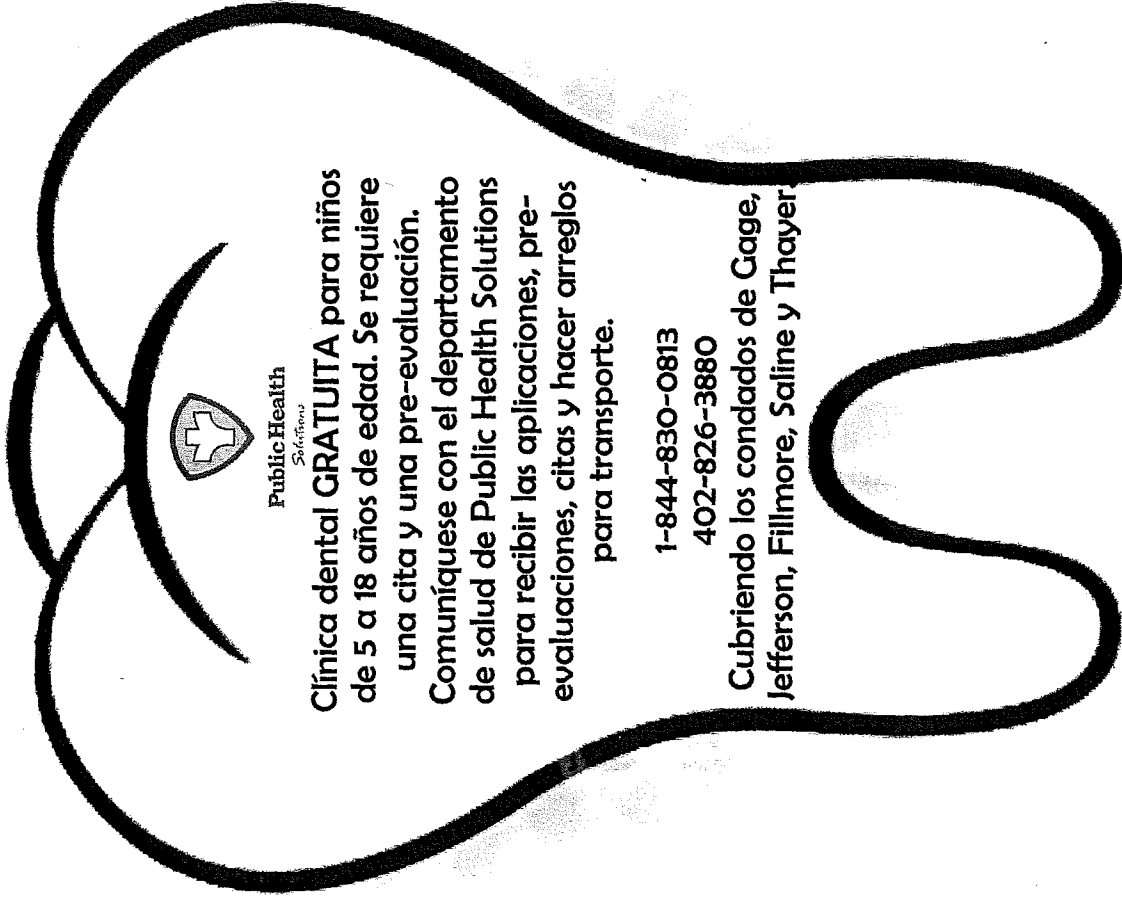 Public Health
Solutions
Clínica dental GRATUITA para niños
de 5 a 18 años de edad. Se requiere
una cita y una pre-evaluación.
Comuníquese con el departamento
de salud de Public Health Solutions
para recibir las aplicaciones, pre-
evaluaciones, citas y hacer arreglos
para transporte.
1-844-830-0813
402-826-3880
Cubriendo los condados de Gage,
Jefferson, Fillmore, Saline y Thayer.